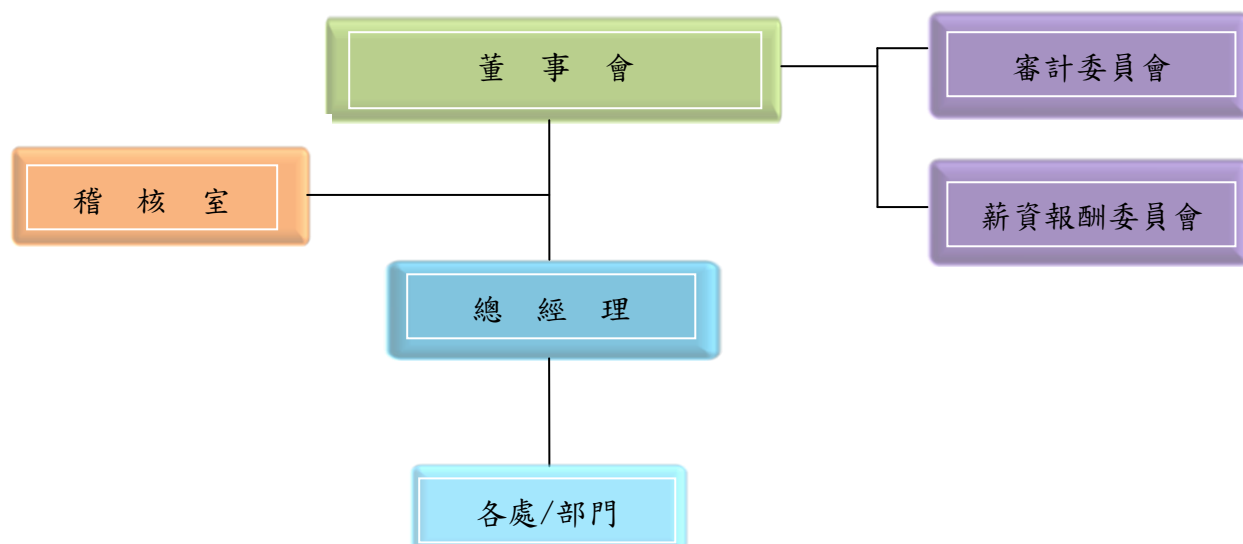 董事會
審計委員會
稽核室
薪資報酬委員會
總經理
各處/部門